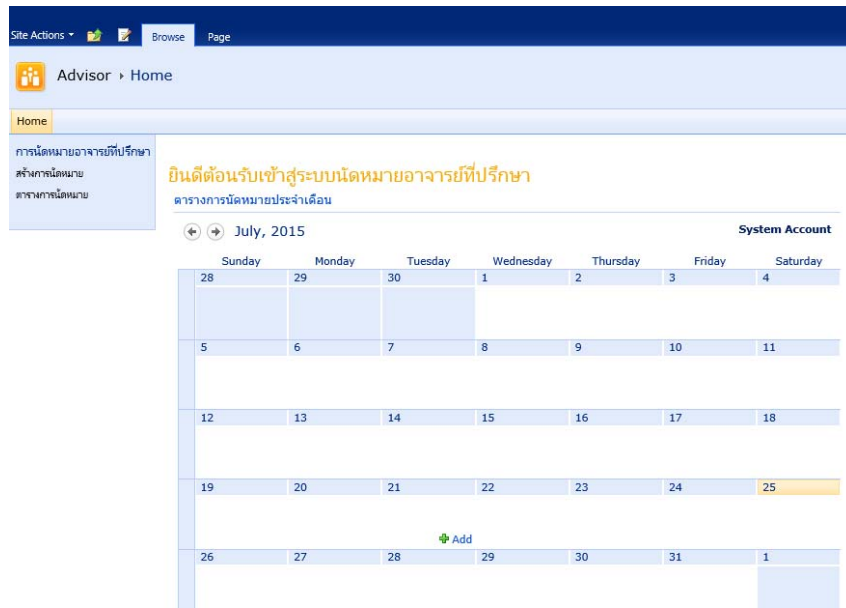 Site Actions Browse Page
Advisor Home
Home
การนัดหมายอาจารย์ที่ปรึกษา
สร้างการนัดหมาย
ตารางการนัดหมาย
ยินดีต้อนรับเข้าสู่ระบบนัดหมายอาจารย์ที่ปรึกษา
ตารางการนัดหมายประจำเดือน
July, 2015 System Account
Sunday Monday Tuesday Wednesday Thursday Friday Saturday
28 29 30 1 2 3 4
5 6 7 8 9 10 11
12 13 14 15 16 17 18
19 20 21 22 23 24 25
Add
26 27 28 29 30 31 1